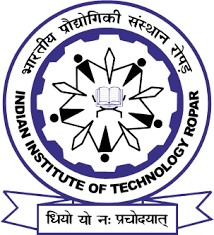 भारतीय प्रौद्योगिकी संस्थान रोपड़
INDIAN INSTITUTE OF TECHNOLOGY ROPAR
धियो यो नः प्रचोदयात्